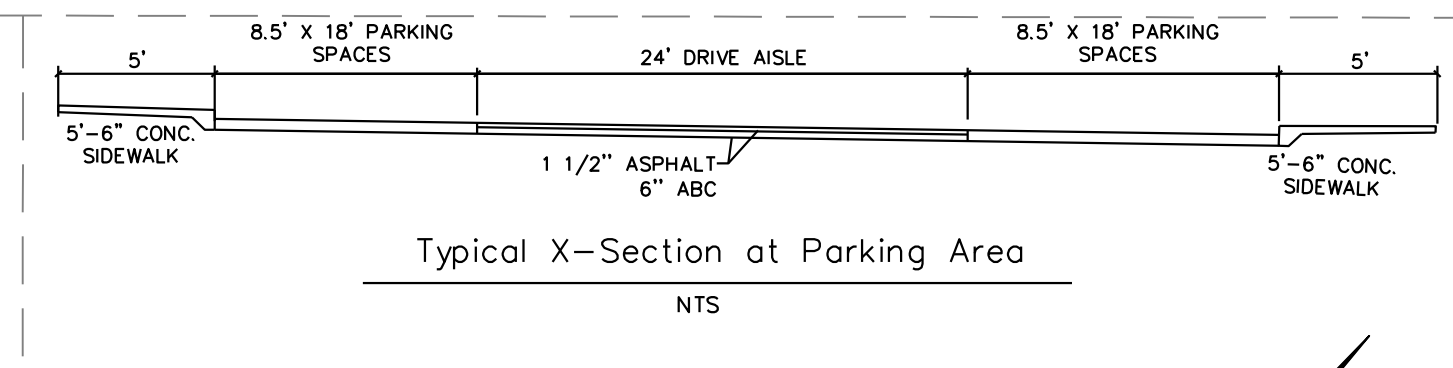 5'
8.5' X 18' PARKING
SPACES
24' DRIVE AISLE
8.5' X 18' PARKING
SPACES
5'
5'-6" CONC.
SIDEWALK
1 1/2" ASPHALT
6" ABC
5'-6" CONC.
SIDEWALK
Typical X-Section at Parking Area
NTS